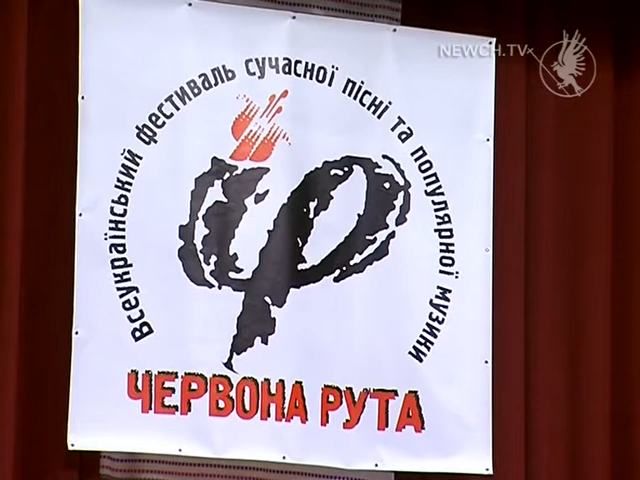 NEWCH.TV
Всеукраїнський фестиваль сучасної пісні та популярної музики
ЧЕРВОНА РУТА